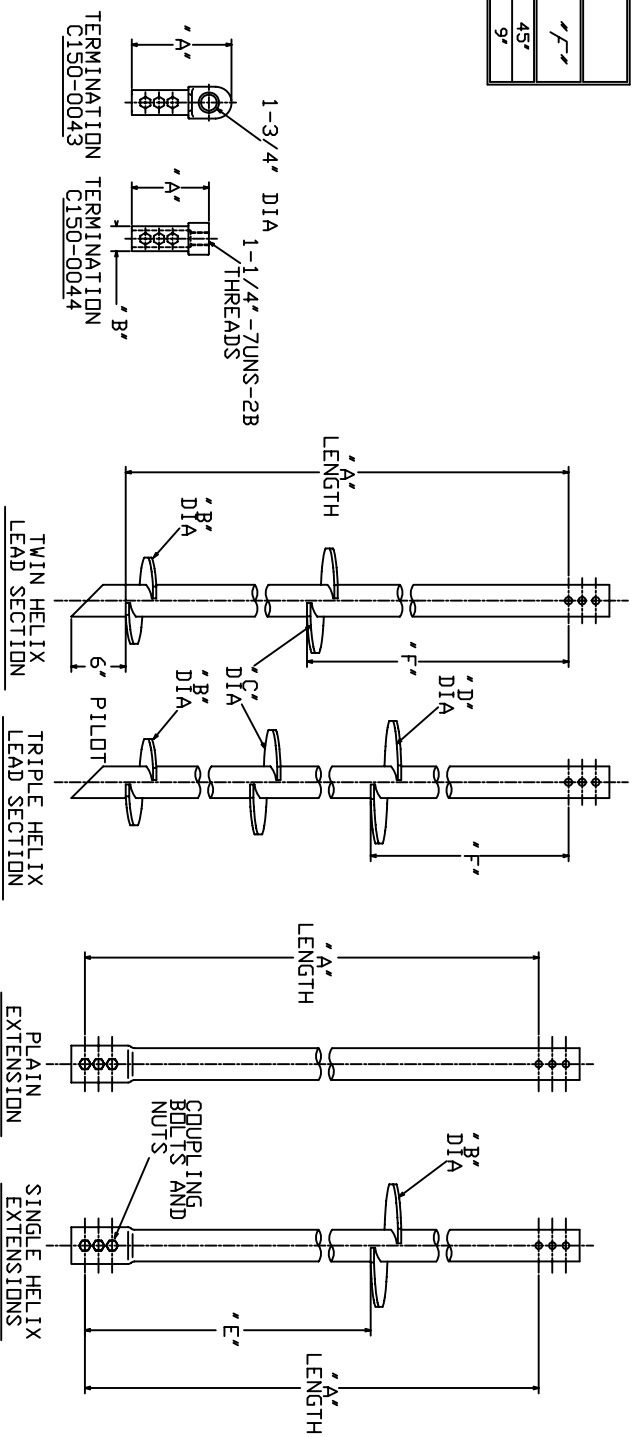 "F"
45"
9"
"A"
TERMINATION
C150-0043
1-3/4" DIA
"A"
1-1/4"-7UNS-2B
THREADS
"B"
TERMINATION
C150-0044
"A"
LENGTH
"B"
DIA
"F"
6" PILOT
TWIN HELIX
LEAD SECTION
"D"
DIA
"C"
DIA
"B"
DIA
"F"
TRIPLE HELIX
LEAD SECTION
"A"
LENGTH
PLAIN
EXTENSION
COUPLING
BOLTS AND
NUTS
"B"
DIA
"E"
"A"
LENGTH
SINGLE HELIX
EXTENSIONS